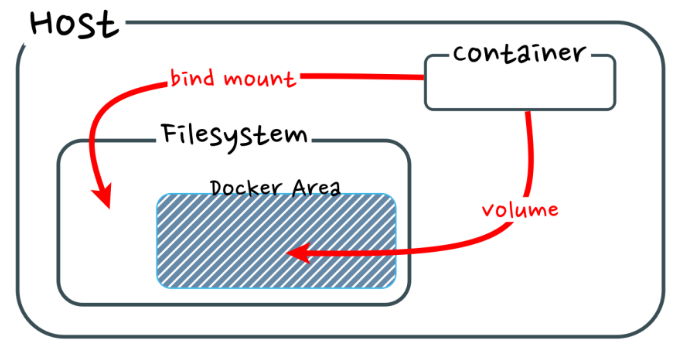 Host
container
bind mount
Filesystem
Docker Area
volume